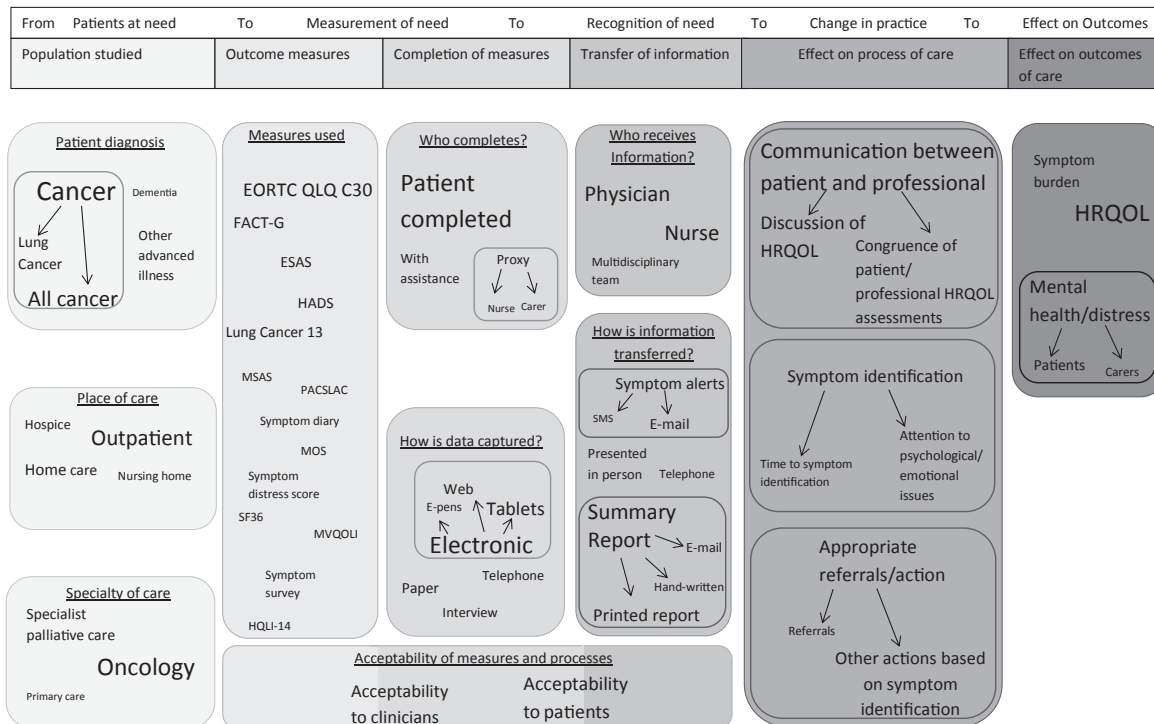 From Patients at need To Measurement of need To Recognition of need To Change in practice To Effect on Outcomes
Population studied
Outcome measures
Completion of measures
Transfer of information
Effect on process of care
Effect on outcomes
of care
Patient diagnosis
Cancer
Dementia
Lung
Cancer
Other
advanced
illness
All cancer
Place of care
Hospice
Outpatient
Home care
Nursing home
Specialty of care
Specialist
palliative care
Oncology
Primary care
Measures used
EORTC QLQ C30
FACT-G
ESAS
HADS
Lung Cancer 13
MSAS
PACSLAC
Symptom diary
MOS
Symptom
distress score
SF36
MVQOLI
Symptom
survey
HQLI-14
Who completes?
Patient
completed
With
assistance
Proxy
Nurse
Carer
How is data captured?
Web
E-pens
Tablets
Electronic
Telephone
Paper
Interview
Acceptability of measures and processes
Acceptability
to clinicians
Acceptability
to patients
Who receives
Information?
Physician
Nurse
Multidisciplinary
team
How is information
transferred?
Symptom alerts
SMS
E-mail
Presented
in person
Telephone
Summary
Report
E-mail
Hand-written
Printed report
Communication between
patient and professional
Discussion of
HRQOL
Congruence of
patient/
professional HRQOL
assessments
Symptom identification
Time to symptom
identification
Attention to
psychological/
emotional
issues
Appropriate
referrals/action
Referrals
Other actions based
on symptom
identification
Symptom
burden
HRQOL
Mental
health/distress
Patients
Carers